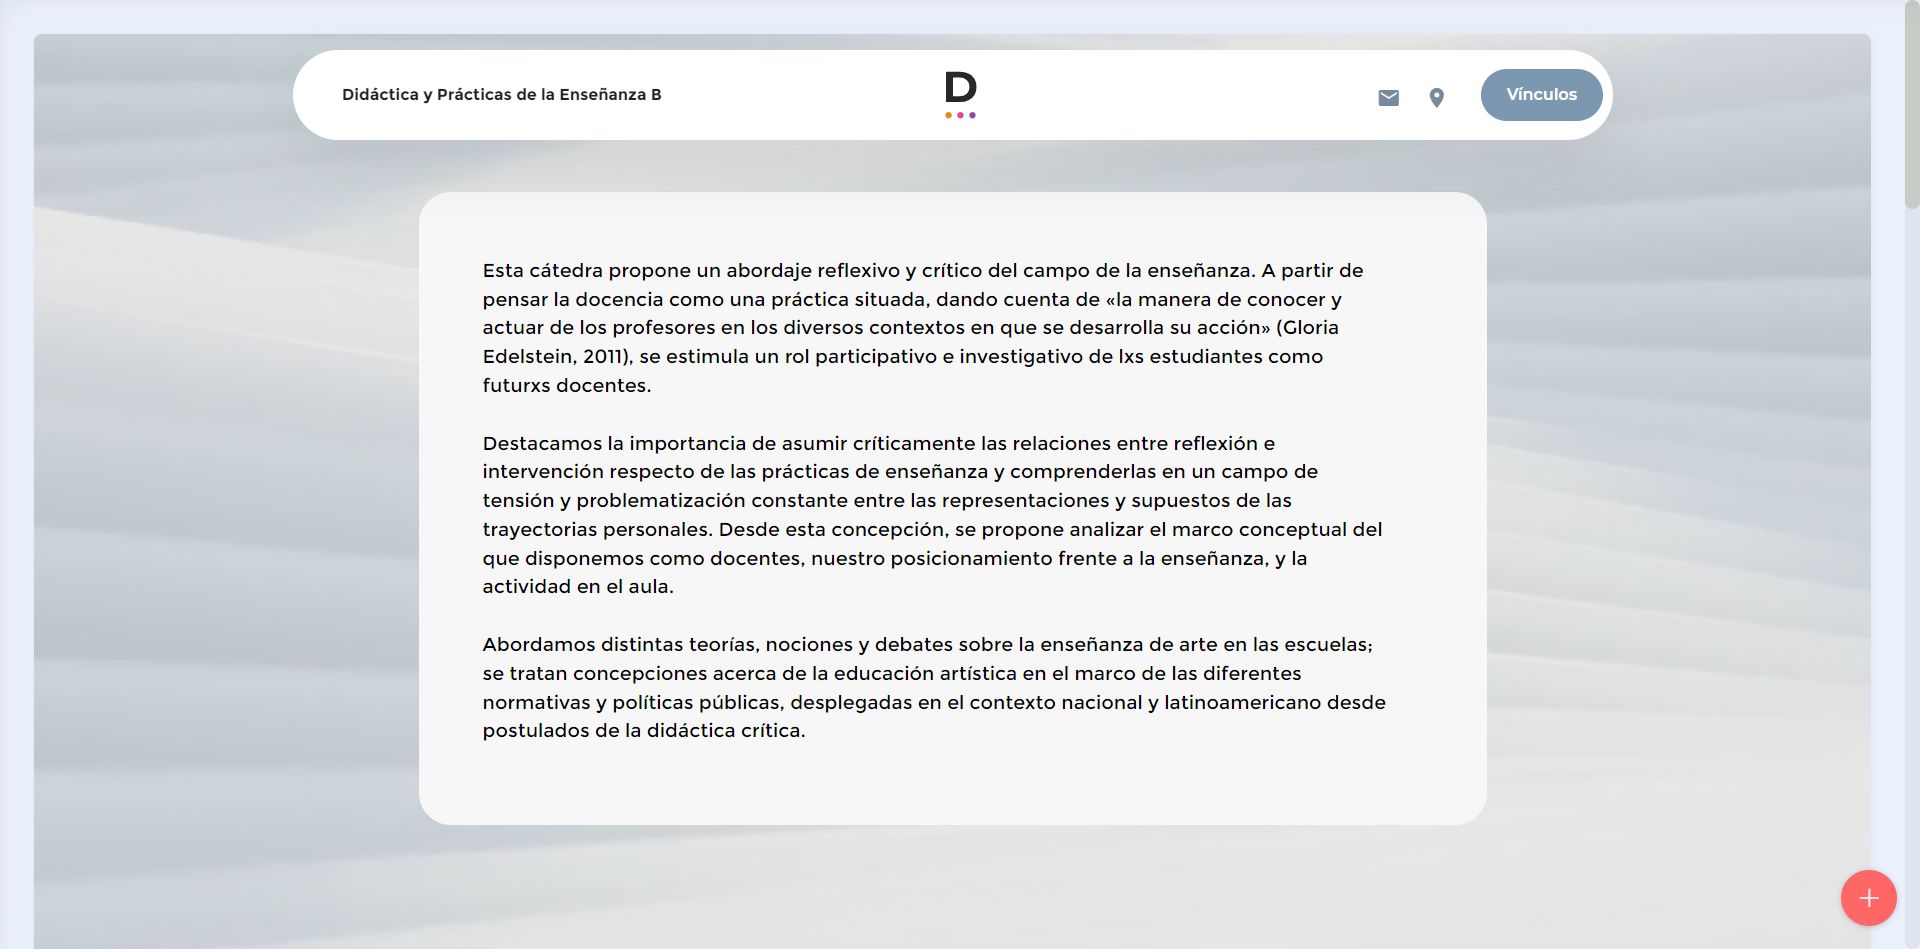 Didáctica y Prácticas de la Enseñanza B
D
Vínculos
Esta cátedra propone un abordaje reflexivo y crítico del campo de la enseñanza. A partir de
pensar la docencia como una práctica situada, dando cuenta de «la manera de conocer y
actuar de los profesores en los diversos contextos en que se desarrolla su acción» (Gloria
Edelstein, 2011), se estimula un rol participativo e investigativo de lxs estudiantes como
futurxs docentes.
Destacamos la importancia de asumir críticamente las relaciones entre reflexión e
intervención respecto de las prácticas de enseñanza y comprenderlas en un campo de
tensión y problematización constante entre las representaciones y supuestos de las
trayectorias personales. Desde esta concepción, se propone analizar el marco conceptual del
que disponemos como docentes, nuestro posicionamiento frente a la enseñanza, y la
actividad en el aula.
Abordamos distintas teorías, nociones y debates sobre la enseñanza de arte en las escuelas;
se tratan concepciones acerca de la educación artística en el marco de las diferentes
normativas y políticas públicas, desplegadas en el contexto nacional y latinoamericano desde
postulados de la didáctica crítica.
+